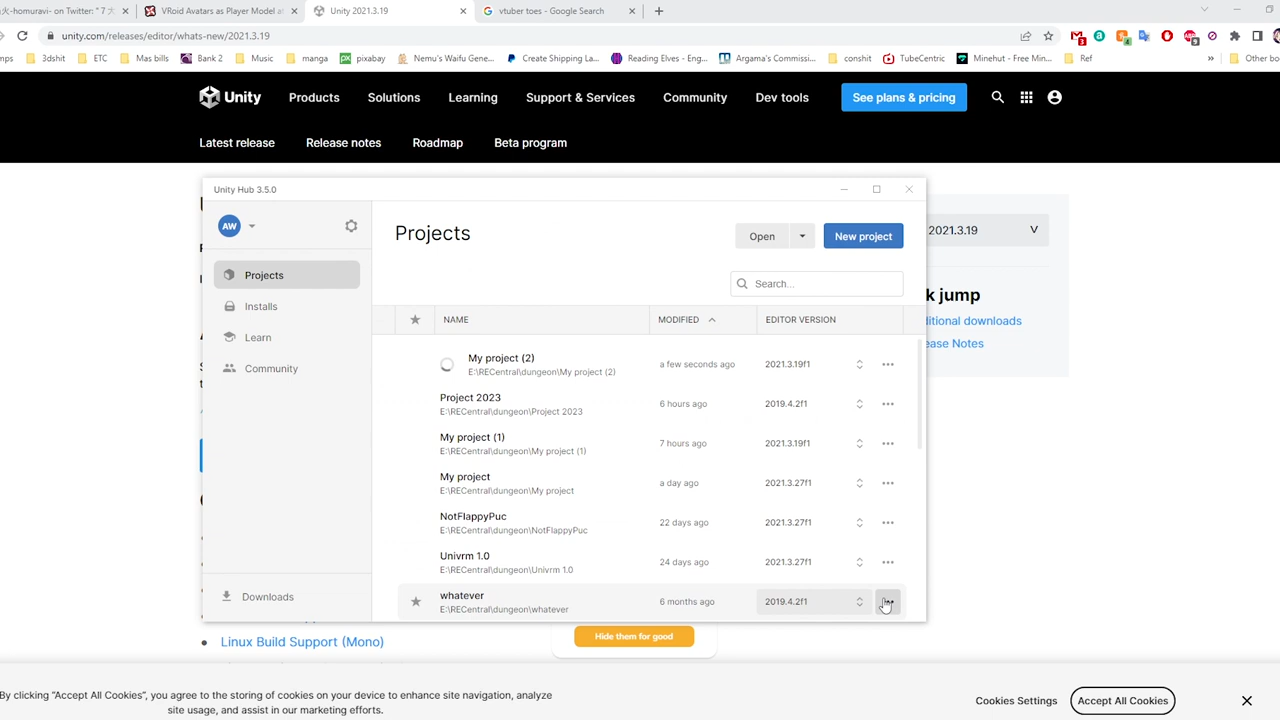 火-homuravi- on Twitter: " 7 大
VRoid Avatars as Player Model at
Unity 2021.3.19
vtuber toes - Google Search
unity.com/releases/editor/whats-new/2021.3.19
3
4
9
mps
3dshit
ETC
Mas bills
Bank 2
Music
manga
px
pixabay
Nemu's Waifu Gene...
Create Shipping La...
Reading Elves - Eng...
Argama's Commissi...
conshit
TubeCentric
Minehut - Free Min...
Ref
»
Other bo
Unity
Products
Solutions
Learning
Support & Services
Community
Dev tools
See plans & pricing
Latest release
Release notes
Roadmap
Beta program
Unity Hub 3.5.0
AW
Projects
Installs
Learn
Community
Downloads
Projects
Open
New project
Search...
NAME
MODIFIED
EDITOR VERSION
My project (2)
E:\RECentral\dungeon\My project (2)
a few seconds ago
2021.3.19f1
Project 2023
E:\RECentral\dungeon\Project 2023
6 hours ago
2019.4.2f1
My project (1)
E:\RECentral\dungeon\My project (1)
7 hours ago
2021.3.19f1
My project
E:\RECentral\dungeon\My project
a day ago
2021.3.27f1
NotFlappyPuc
E:\RECentral\dungeon\NotFlappyPuc
22 days ago
2021.3.27f1
Univrm 1.0
E:\RECentral\dungeon\Univrm 1.0
24 days ago
2021.3.27f1
whatever
E:\RECentral\dungeon\whatever
6 months ago
2019.4.2f1
2021.3.19
V
k jump
ditional downloads
ease Notes
Linux Build Support (Mono)
Hide them for good
By clicking "Accept All Cookies", you agree to the storing of cookies on your device to enhance site navigation, analyze
site usage, and assist in our marketing efforts.
Cookies Settings
Accept All Cookies